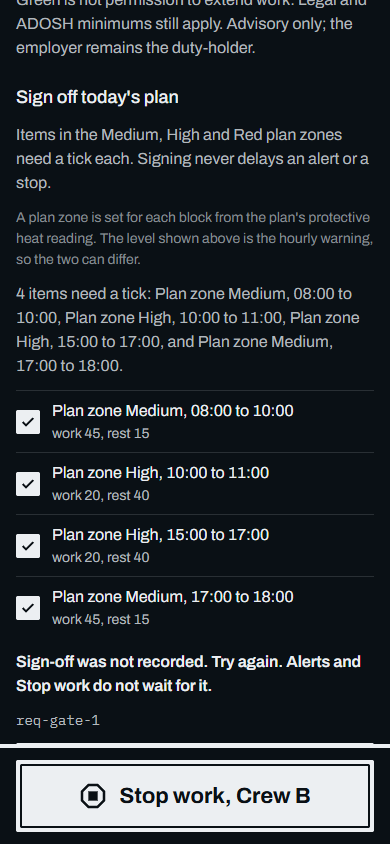 Green is not permission to extend work. Legal and
ADOSH minimums still apply. Advisory only; the
employer remains the duty-holder.
Sign off today's plan
Items in the Medium, High and Red plan zones
need a tick each. Signing never delays an alert or a
stop.
A plan zone is set for each block from the plan's protective
heat reading. The level shown above is the hourly warning,
so the two can differ.
4 items need a tick: Plan zone Medium, 08:00 to
10:00, Plan zone High, 10:00 to 11:00, Plan zone
High, 15:00 to 17:00, and Plan zone Medium,
17:00 to 18:00.
Plan zone Medium, 08:00 to 10:00
work 45, rest 15
Plan zone High, 10:00 to 11:00
work 20, rest 40
Plan zone High, 15:00 to 17:00
work 20, rest 40
Plan zone Medium, 17:00 to 18:00
work 45, rest 15
Sign-off was not recorded. Try again. Alerts and
Stop work do not wait for it.
req-gate-1
Stop work, Crew B